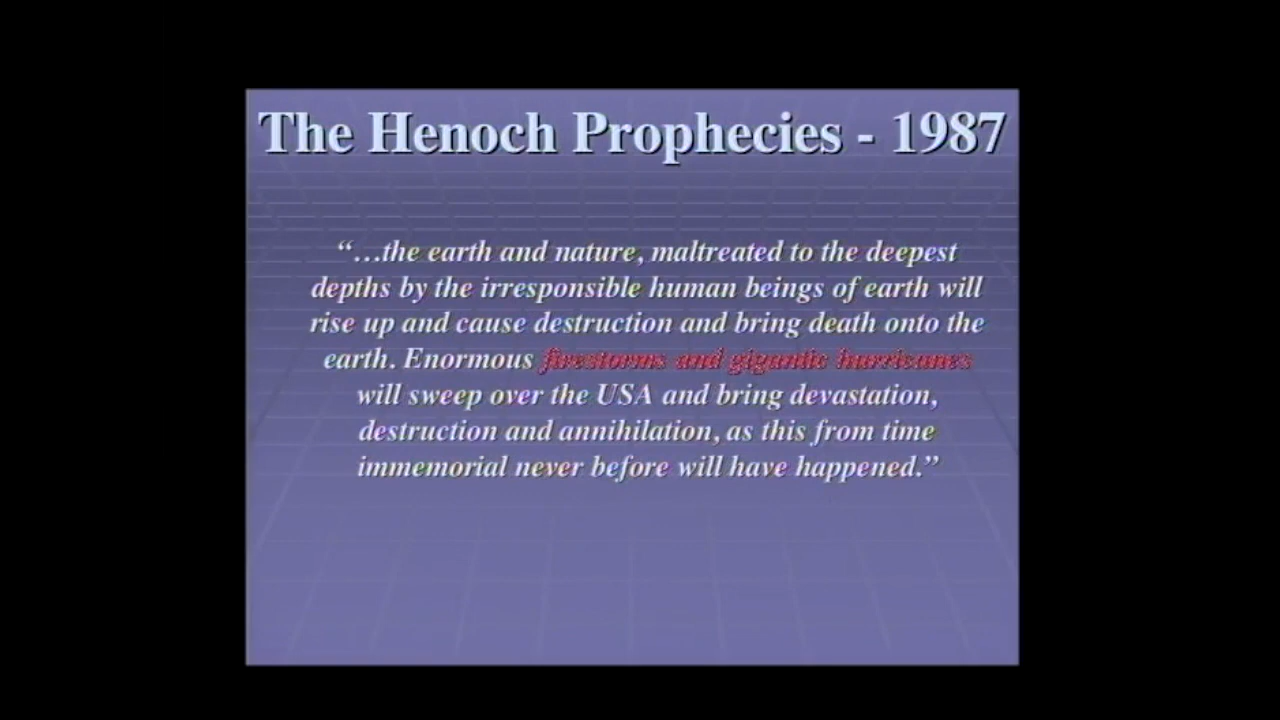 The Henoch Prophecies - 1987
“…the earth and nature, maltreated to the deepest
depths by the irresponsible human beings of earth will
rise up and cause destruction and bring death onto the
earth. Enormous firestorms and gigantic hurricanes
will sweep over the USA and bring devastation,
destruction and annihilation, as this from time
immemorial never before will have happened.”